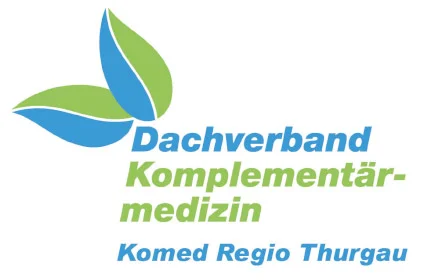 Dachverband
Komplementär-
medizin
Komed Regio Thurgau